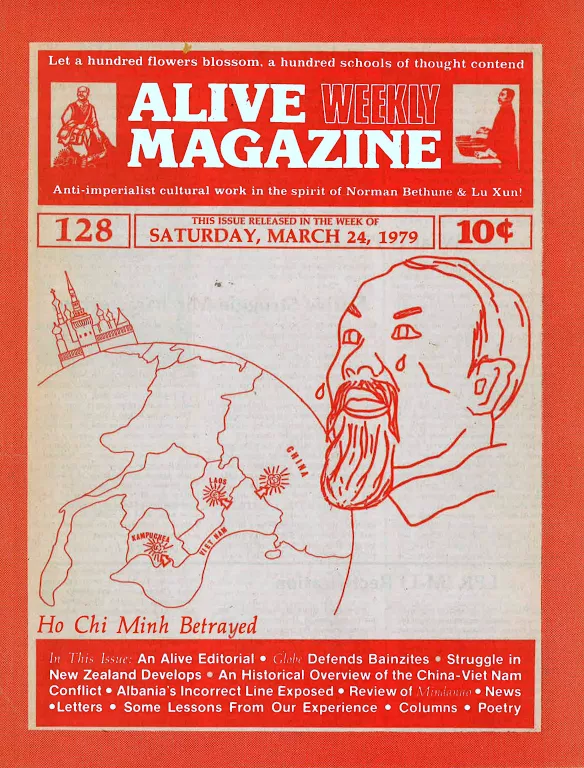 Let a hundred flowers blossom, a hundred schools of thought contend
ALIVE WEEKLY
MAGAZINE
Anti-imperialist cultural work in the spirit of Norman Bethune & Lu Xun!
128
THIS ISSUE RELEASED IN THE WEEK OF
SATURDAY, MARCH 24, 1979
10¢
CHINA
LAOS
KAMPUCHEA
VIET NAM
Ho Chi Minh Betrayed
In This Issue: An Alive Editorial • Globe Defends Bainzites • Struggle in
New Zealand Develops • An Historical Overview of the China-Viet Nam
Conflict • Albania's Incorrect Line Exposed • Review of Mindanao • News
•Letters • Some Lessons From Our Experience • Columns • Poetry